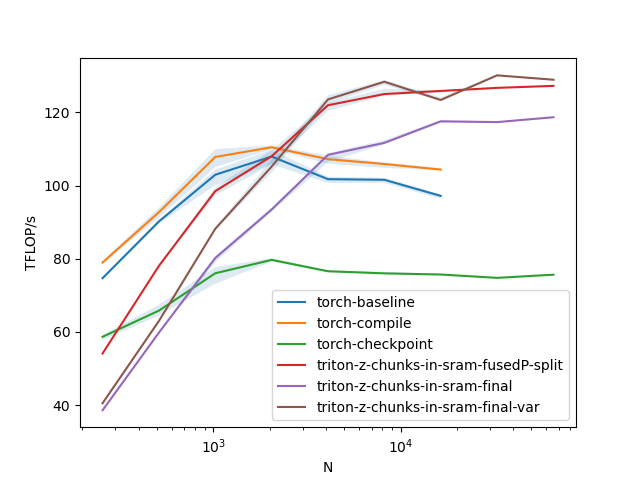 120
100
80
60
40
TFLOP/s
10³
10⁴
N
torch-baseline
torch-compile
torch-checkpoint
triton-z-chunks-in-sram-fusedP-split
triton-z-chunks-in-sram-final
triton-z-chunks-in-sram-final-var